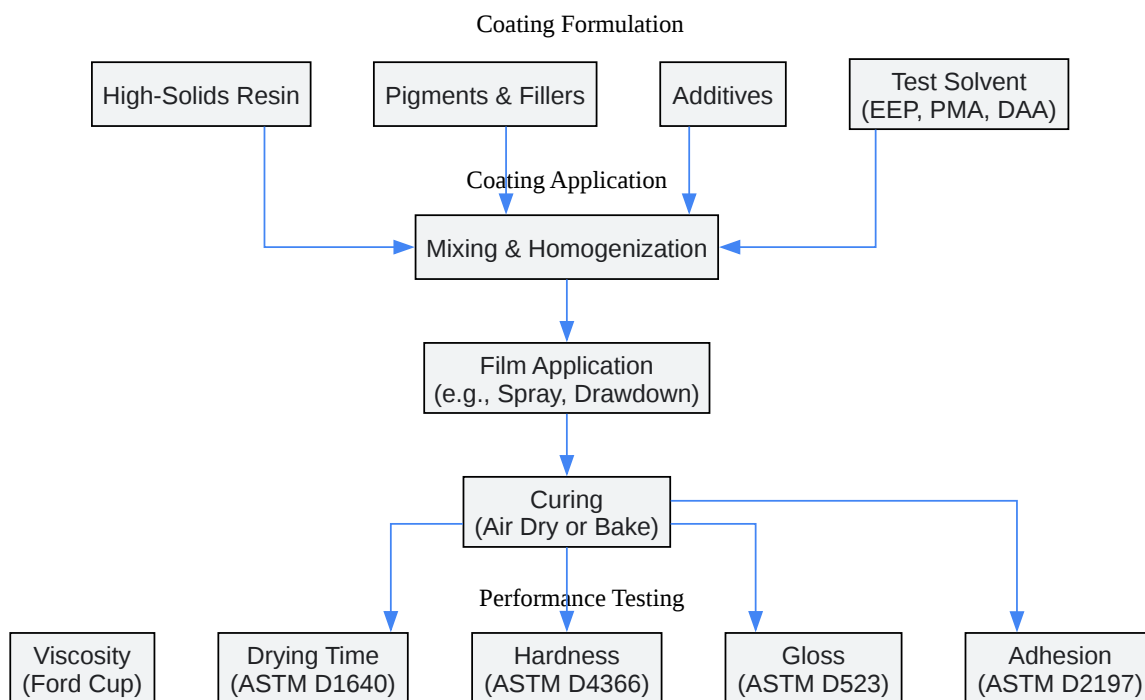 Coating Formulation
High-Solids Resin
Pigments & Fillers
Additives
Test Solvent
(EEP, PMA, DAA)
Coating Application
Mixing & Homogenization
Film Application
(e.g., Spray, Drawdown)
Curing
(Air Dry or Bake)
Performance Testing
Viscosity
(Ford Cup)
Drying Time
(ASTM D1640)
Hardness
(ASTM D4366)
Gloss
(ASTM D523)
Adhesion
(ASTM D2197)